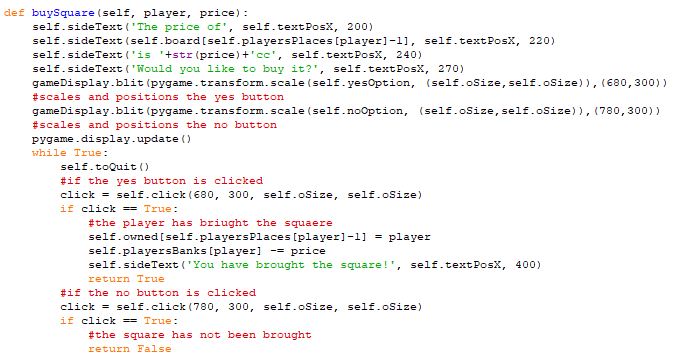 def buySquare(self, player, price):
    self.sideText('The price of', self.textPosX, 200)
    self.sideText(self.board[self.playersPlaces[player]-1], self.textPosX, 220)
    self.sideText('is '+str(price)+'cc', self.textPosX, 240)
    self.sideText('Would you like to buy it?', self.textPosX, 270)
    gameDisplay.blit(pygame.transform.scale(self.yesOption, (self.oSize,self.oSize)),(680,300))
    #scales and positions the yes button
    gameDisplay.blit(pygame.transform.scale(self.noOption, (self.oSize,self.oSize)),(780,300))
    #scales and positions the no button
    pygame.display.update()
    while True:
        self.toQuit()
        #if the yes button is clicked
        click = self.click(680, 300, self.oSize, self.oSize)
        if click == True:
            #the player has briught the squaere
            self.owned[self.playersPlaces[player]-1] = player
            self.playersBanks[player] -= price
            self.sideText('You have brought the square!', self.textPosX, 400)
            return True
        #if the no button is clicked
        click = self.click(780, 300, self.oSize, self.oSize)
        if click == True:
            #the square has not been brought
            return False